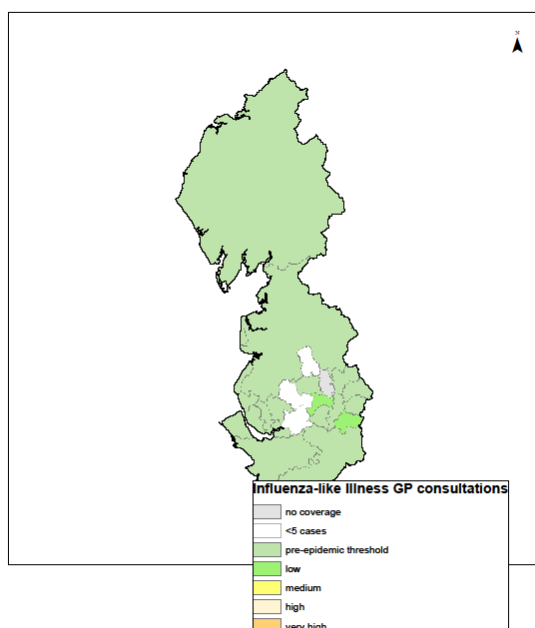 N
Influenza-like Illness GP consultations
no coverage
<5 cases
pre-epidemic threshold
low
medium
high
very high